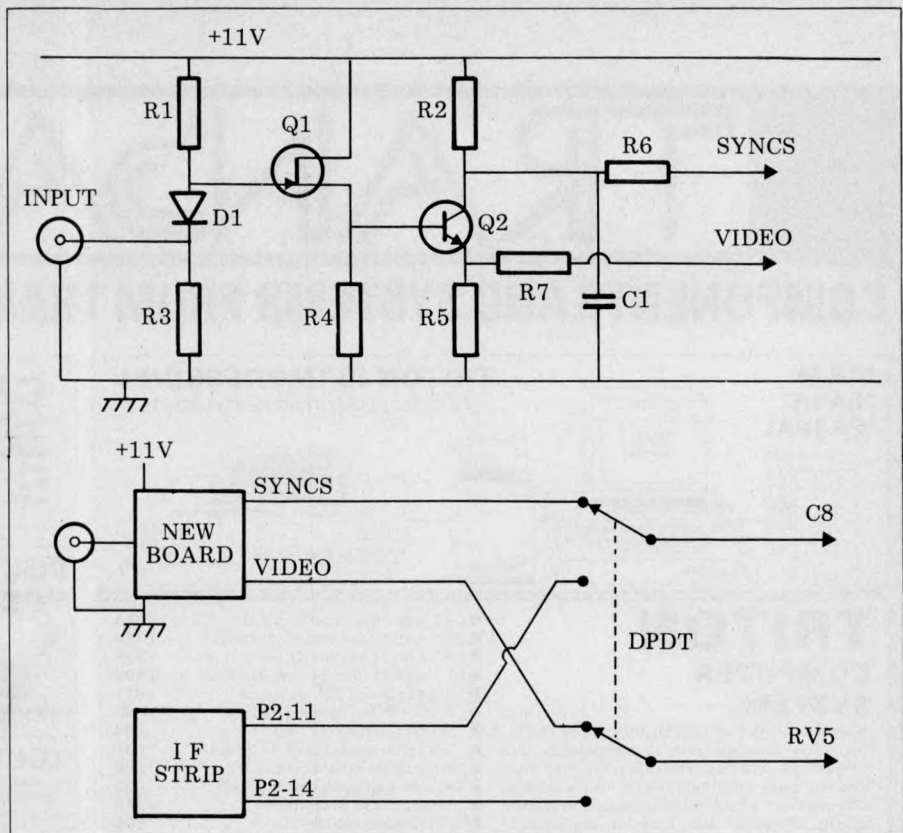 +11V
R1
Q1
R2
R6
SYNCS
INPUT
D1
Q2
VIDEO
R7
C1
R3
R4
R5
+11V
SYNCS
C8
NEW
BOARD
VIDEO
DPDT
P2-11
RV5
I F
STRIP
P2-14